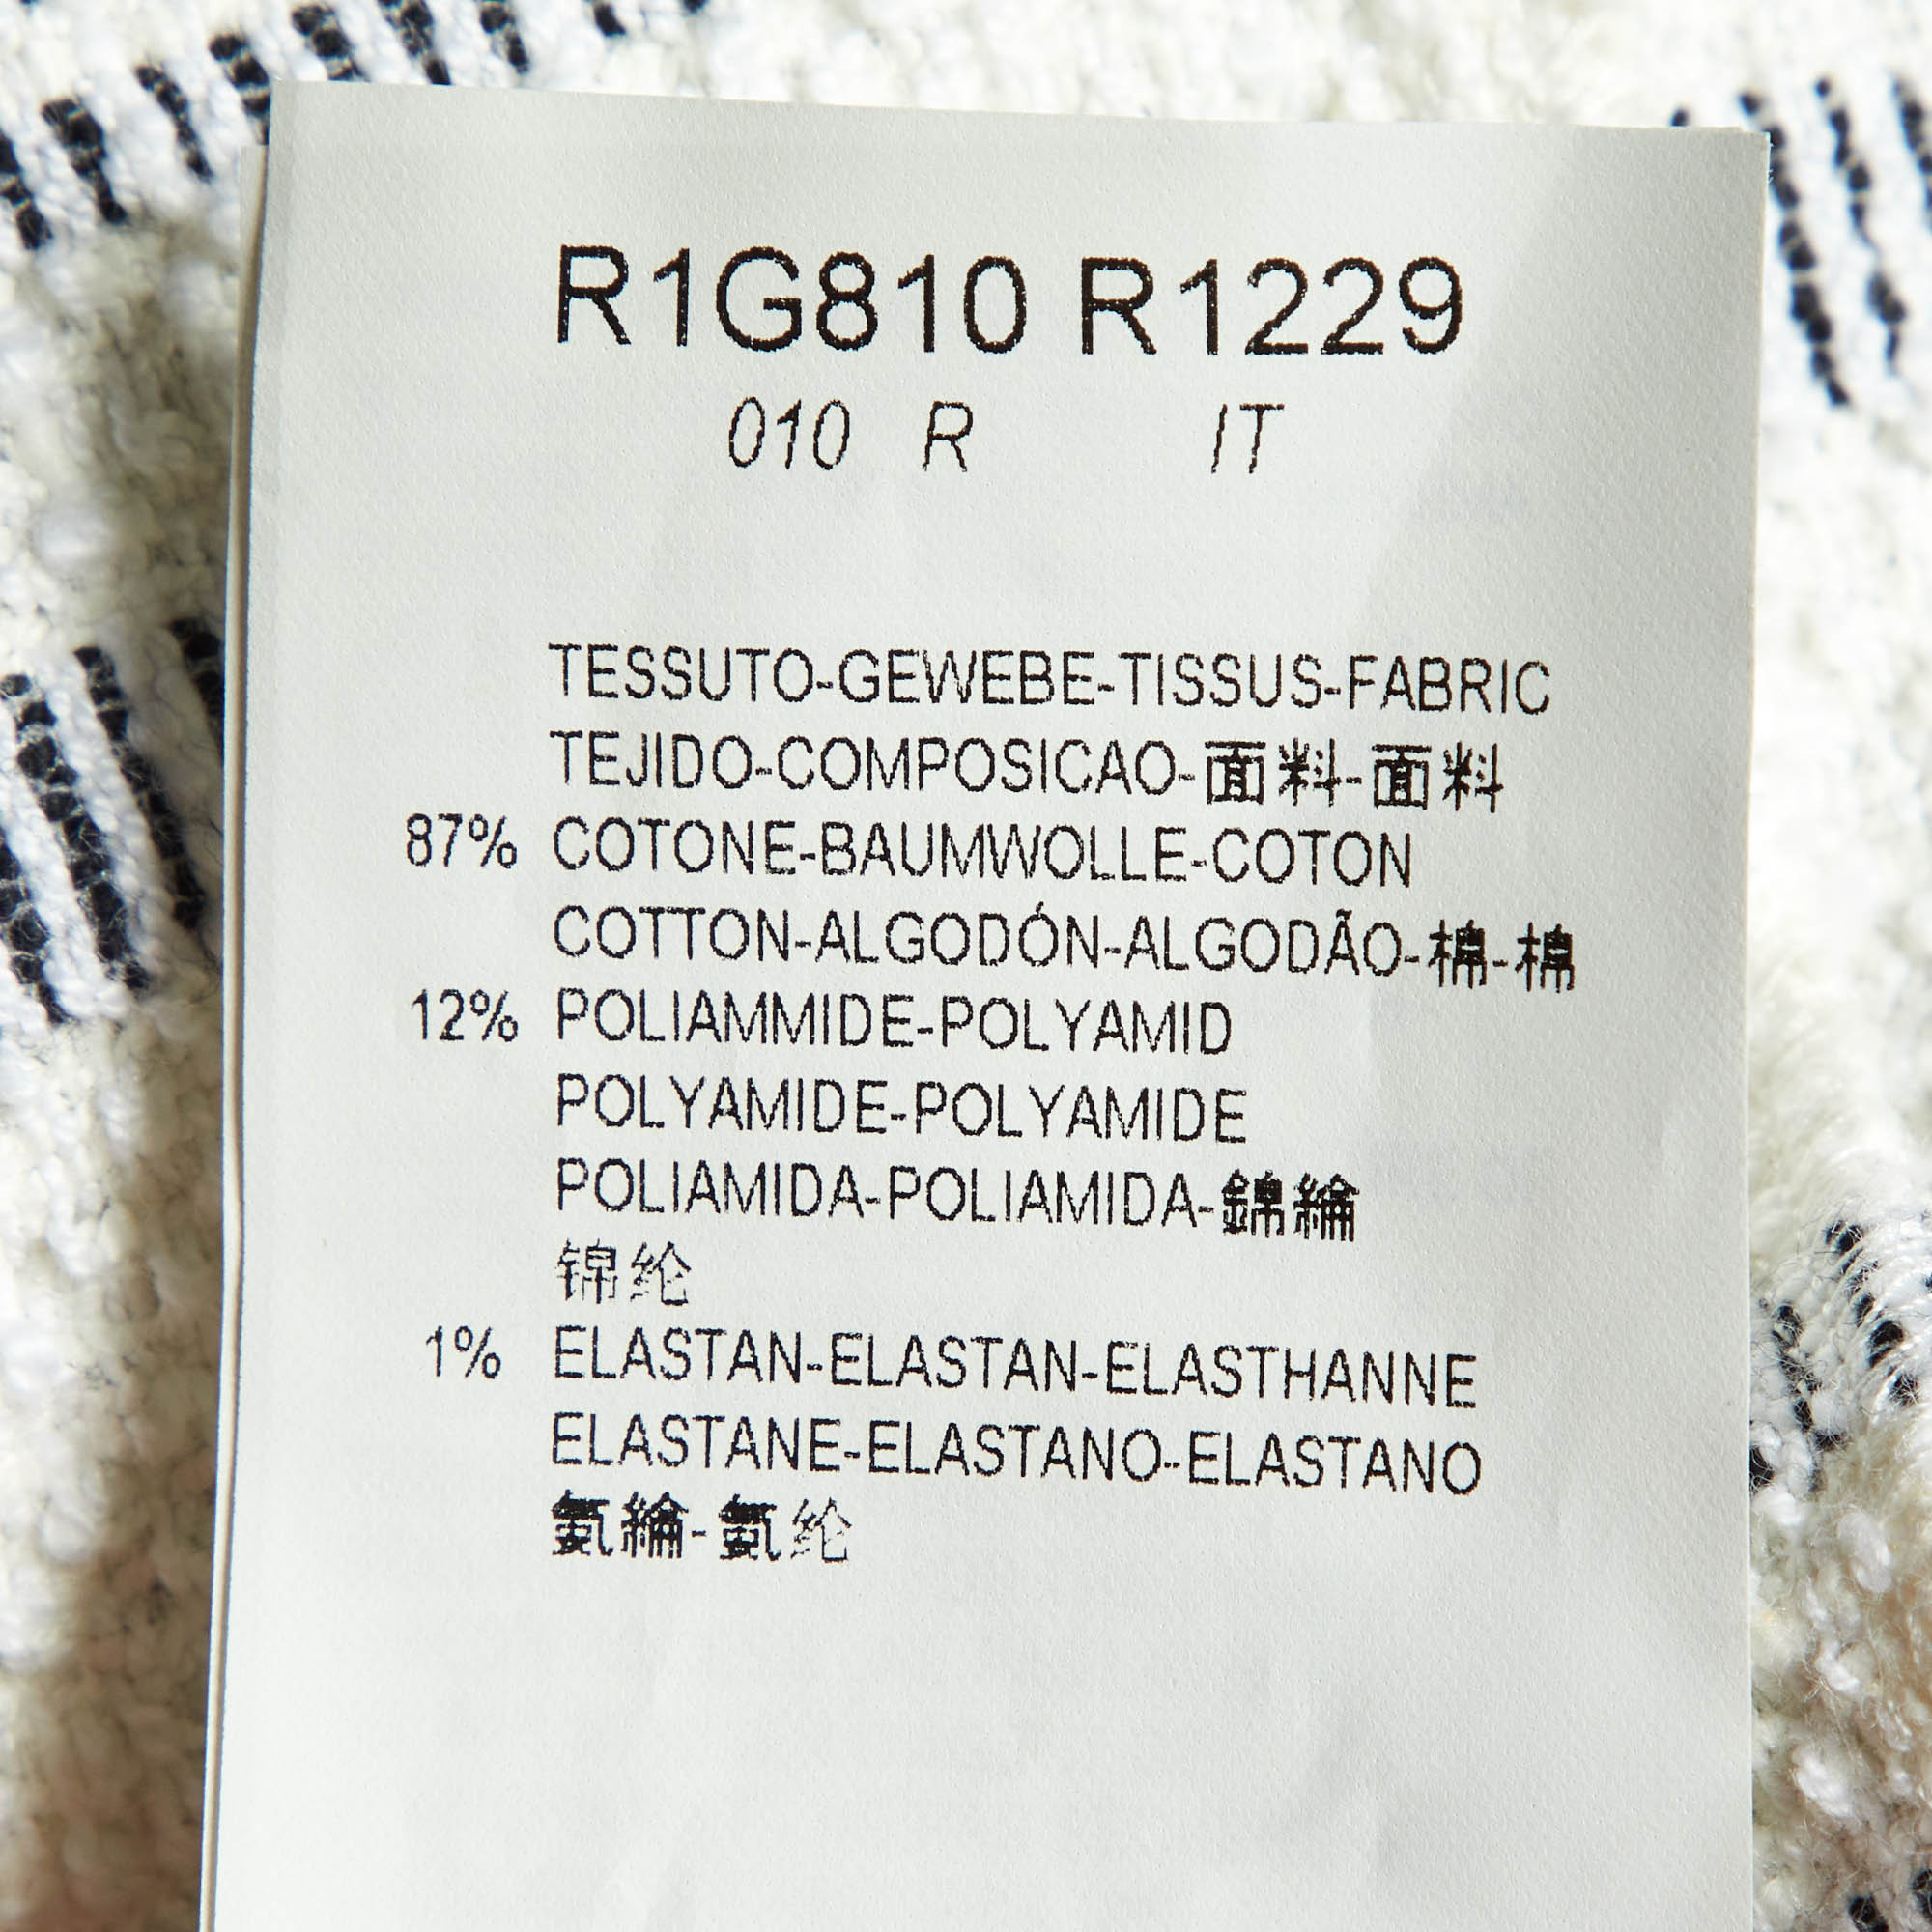 R1G810 R1229
010 R IT
TESSUTO-GEWEBE-TISSUS-FABRIC
TEJIDO-COMPOSICAO-面料-面料
87% COTONE-BAUMWOLLE-COTON
COTTON-ALGODÓN-ALGODÃO-棉-棉
12% POLIAMMIDE-POLYAMID
POLYAMIDE-POLYAMIDE
POLIAMIDA-POLIAMIDA-錦綸
锦纶
1% ELASTAN-ELASTAN-ELASTHANNE
ELASTANE-ELASTANO-ELASTANO
氨綸-氨纶